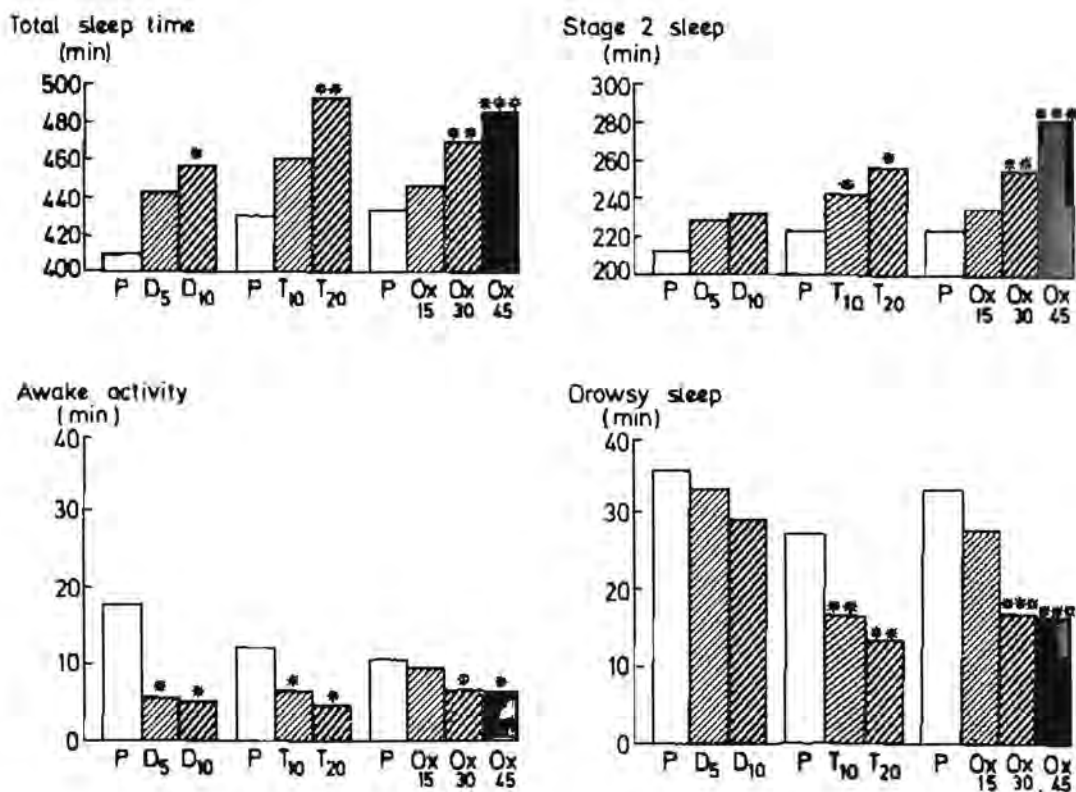 Total sleep time
(min)
500
480
460
440
420
400
**
***
**
*
P D5 D10 P T10 T20 P Ox Ox Ox
15 30 45
Stage 2 sleep
(min)
300
280
260
240
220
200
***
**
*
*
P D5 D10 P T10 T20 P Ox Ox Ox
15 30 45
Awake activity
(min)
40
30
20
10
0
* * * * * *
P D5 D10 P T10 T20 P Ox Ox Ox
15 30 45
Drowsy sleep
(min)
40
30
20
10
0
** ** *** ***
P D5 D10 P T10 T20 P Ox Ox Ox
15 30 45